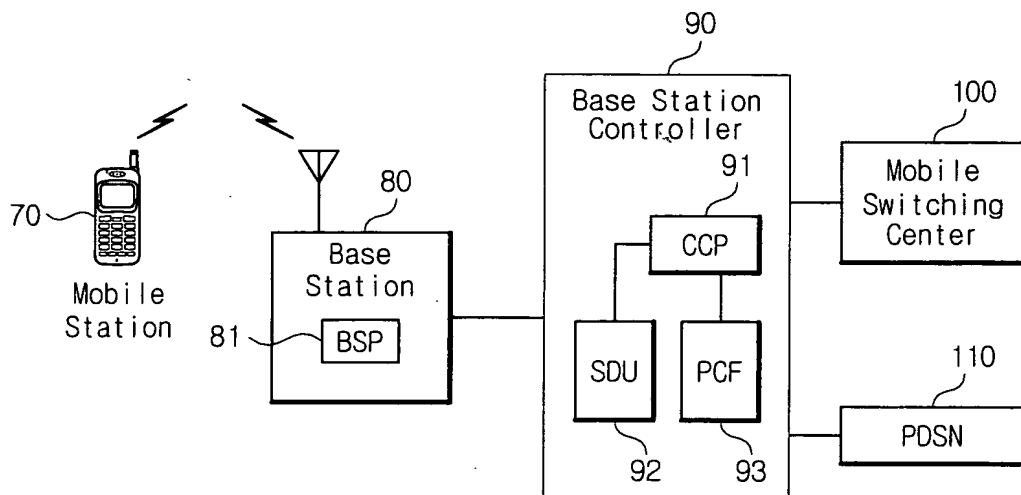 90
Base Station
Controller
100
Mobile
Switching
Center
91
CCP
80
70
Base
Station
Mobile
Station
81
BSP
SDU
PCF
110
PDSN
92
93